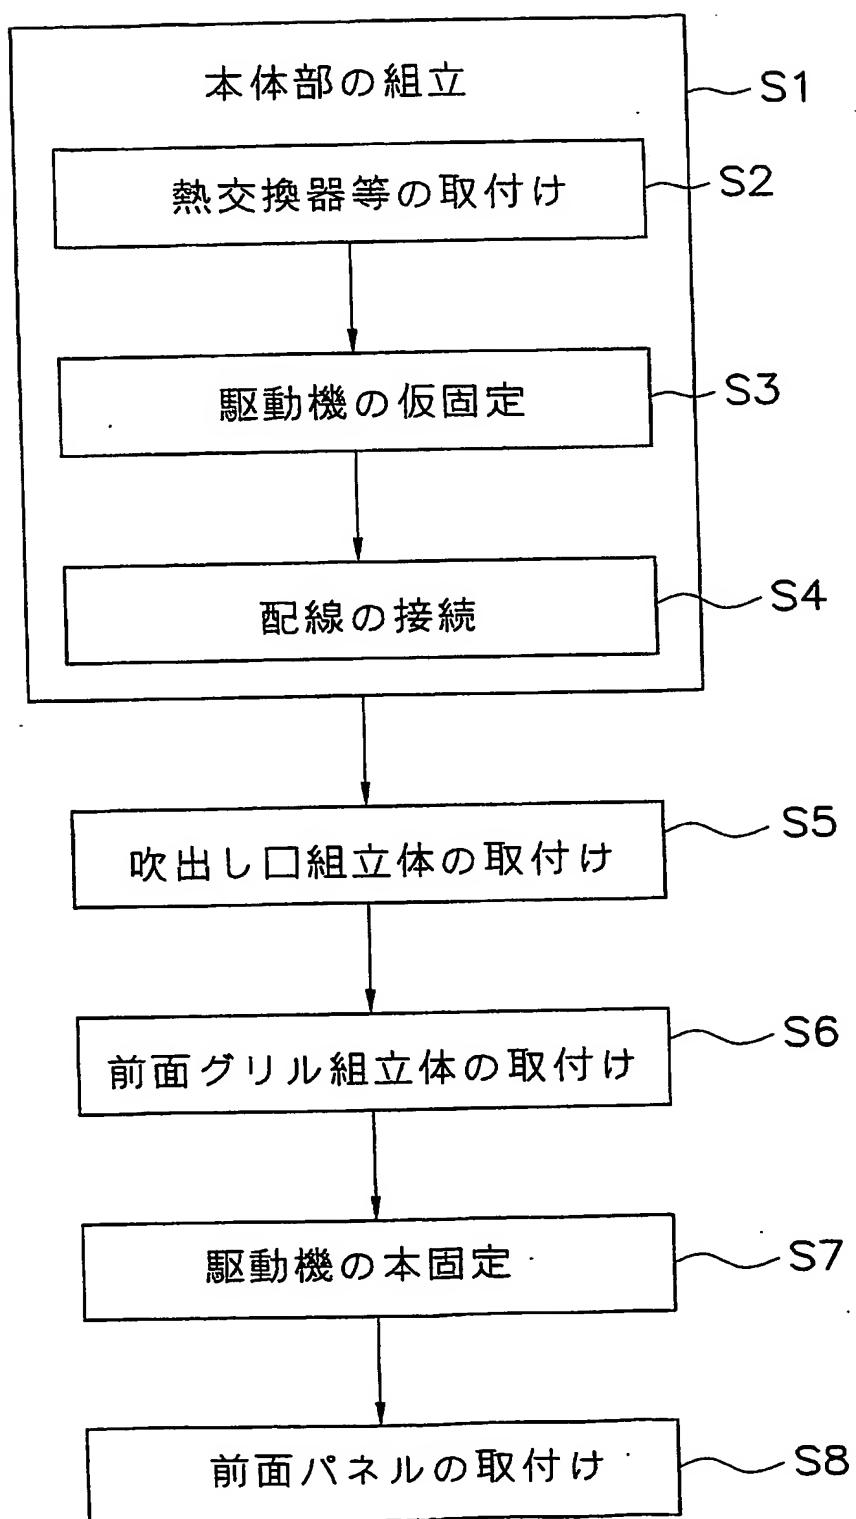 本体部の組立
S1
熱交換器等の取付け
S2
駆動機の仮固定
S3
配線の接続
S4
吹出し口組立体の取付け
S5
前面グリル組立体の取付け
S6
駆動機の本固定
S7
前面パネルの取付け
S8